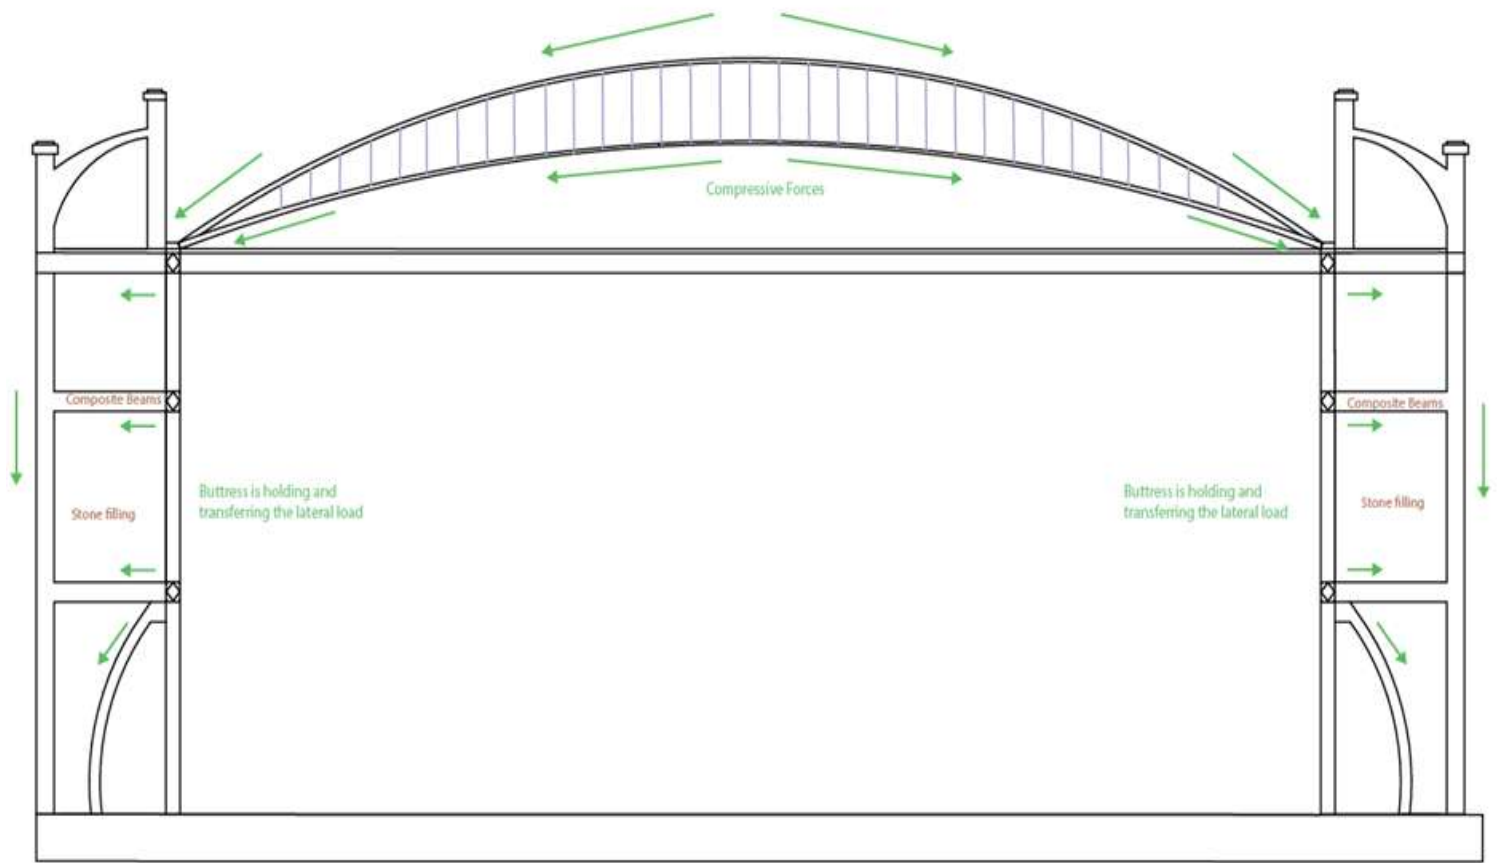 Compressive Forces
Composite Beams
Composite Beams
Buttress is holding and
transferring the lateral load
Buttress is holding and
transferring the lateral load
Stone filling
Stone filling